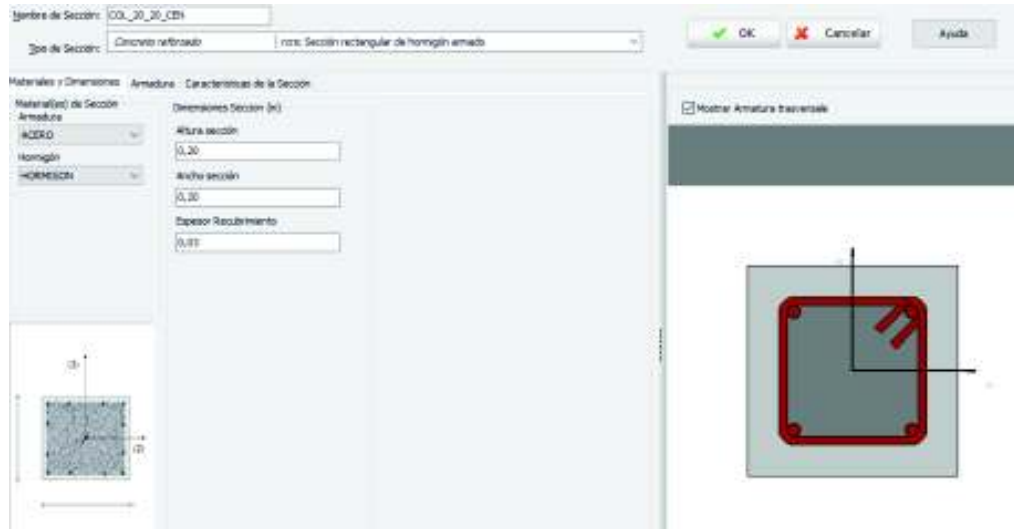 Nombre de Sección: COL_20_20_CEN
Tipo de Sección: Concreto reforzado rcrs: Sección rectangular de hormigón armado
OK Cancelar Ayuda
Materiales y Dimensiones Armadura Características de la Sección
Material(es) de Sección
Armadura
ACERO
Hormigón
HORMIGON
Dimensiones Seccion (m)
Altura sección
0,20
Ancho sección
0,20
Espesor Recubrimiento
0,03
Mostrar Armatura trasversale
(3)
(2)